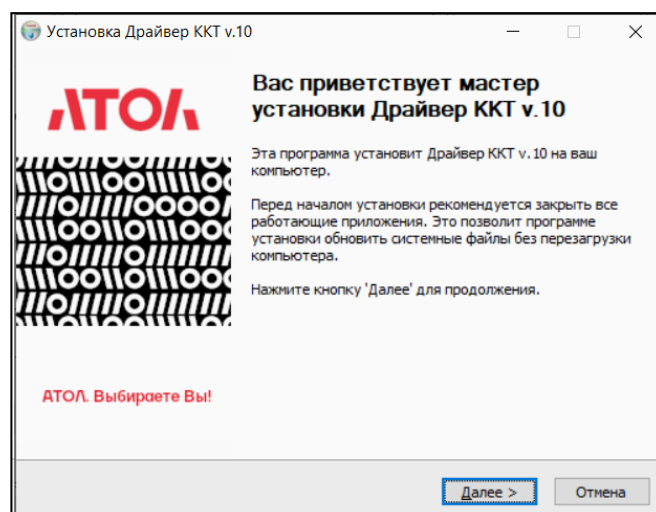 Установка Драйвер ККТ v.10
АТОЛ
Вас приветствует мастер
установки Драйвер ККТ v.10
Эта программа установит Драйвер ККТ v.10 на ваш
компьютер.
Перед началом установки рекомендуется закрыть все
работающие приложения. Это позволит программе
установки обновить системные файлы без перезагрузки
компьютера.
Нажмите кнопку 'Далее' для продолжения.
АТОЛ. Выбираете Вы!
Далее >
Отмена